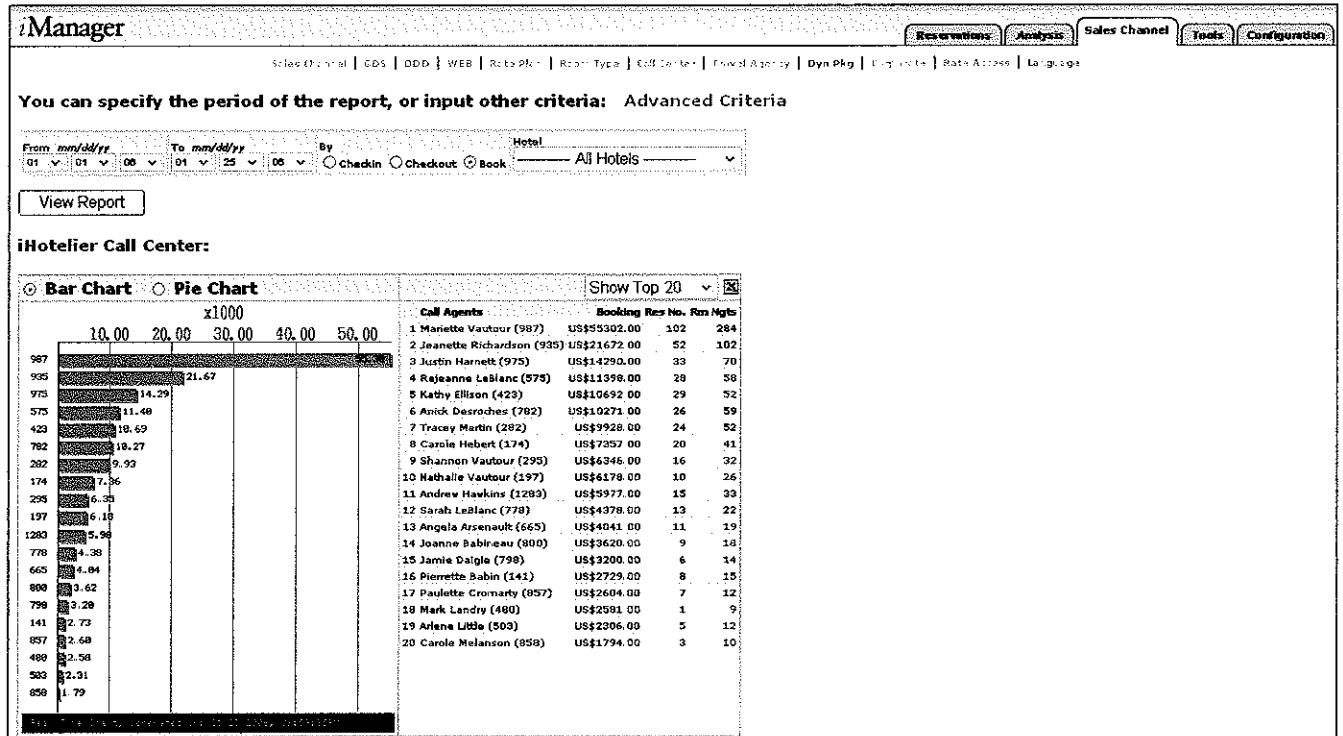 iManager
Reservations Analysis Sales Channel Tools Configuration
Sales Channel | GDS | ODD | WEB | Rate Plan | Room Type | Call Center | Travel Agency | Dyn Pkg | | Rate Access | Language
You can specify the period of the report, or input other criteria: Advanced Criteria
From mm/dd/yy To mm/dd/yy By Hotel
01 01 06 01 25 06 Checkin Checkout Book --------- All Hotels ---------
View Report
iHotelier Call Center:
Bar Chart Pie Chart Show Top 20
x1000
10.00 20.00 30.00 40.00 50.00
987
935 21.67
975 14.29
575 11.40
423 10.69
782 10.27
282 9.93
174 7.36
295 6.35
197 6.18
1283 5.98
778 4.38
665 4.04
800 3.62
798 3.20
141 2.73
857 2.60
480 2.58
503 2.31
858 1.79
Call Agents Booking Res No. Rm Ngts
1 Mariette Vautour (987) US$55302.00 102 284
2 Jeanette Richardson (935) US$21672.00 52 102
3 Justin Harnett (975) US$14290.00 33 70
4 Rejeanne LeBlanc (575) US$11398.00 28 58
5 Kathy Ellison (423) US$10692.00 29 52
6 Anick Desroches (782) US$10271.00 26 59
7 Tracey Martin (282) US$9928.00 24 52
8 Carole Hebert (174) US$7357.00 20 41
9 Shannon Vautour (295) US$6346.00 16 32
10 Nathalie Vautour (197) US$6178.00 10 26
11 Andrew Hawkins (1283) US$5977.00 15 33
12 Sarah LeBlanc (778) US$4378.00 13 22
13 Angela Arsenault (665) US$4041.00 11 19
14 Joanne Babineau (800) US$3620.00 9 18
15 Jamie Daigle (798) US$3200.00 6 14
16 Pierrette Babin (141) US$2729.00 8 15
17 Paulette Cromarty (857) US$2604.00 7 12
18 Mark Landry (480) US$2581.00 1 9
19 Arlene Little (503) US$2306.00 5 12
20 Carole Melanson (858) US$1794.00 3 10